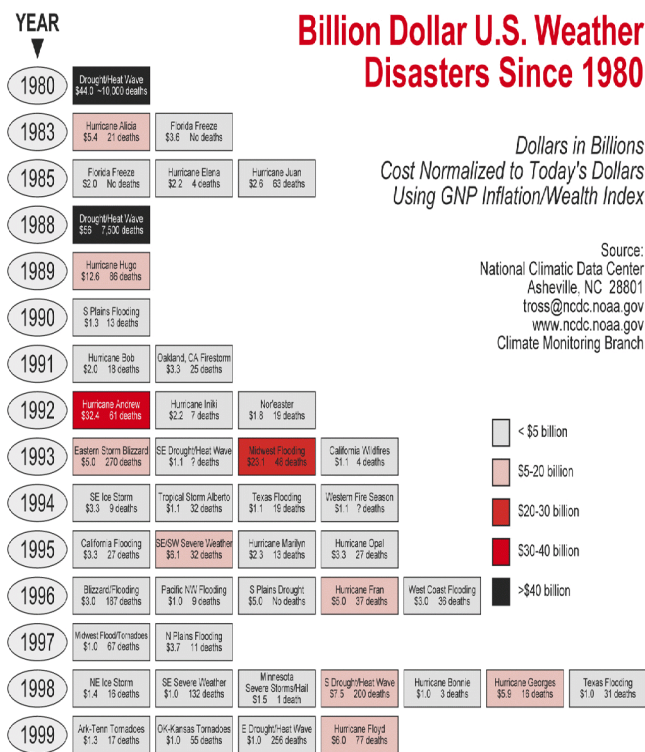 YEAR
Billion Dollar U.S. Weather
Disasters Since 1980
Dollars in Billions
Cost Normalized to Today's Dollars
Using GNP Inflation/Wealth Index
Source:
National Climatic Data Center
Asheville, NC 28801
tross@ncdc.noaa.gov
www.ncdc.noaa.gov
Climate Monitoring Branch
1980
Drought/Heat Wave
$44.0 ~10,000 deaths
1983
Hurricane Alicia
$5.4 21 deaths
Florida Freeze
$3.6 No deaths
1985
Florida Freeze
$2.0 No deaths
Hurricane Elena
$2.2 4 deaths
Hurricane Juan
$2.6 63 deaths
1988
Drought/Heat Wave
$56 7,500 deaths
1989
Hurricane Hugo
$12.6 86 deaths
1990
S Plains Flooding
$1.3 13 deaths
1991
Hurricane Bob
$2.0 18 deaths
Oakland, CA Firestorm
$3.3 25 deaths
1992
Hurricane Andrew
$32.4 61 deaths
Hurricane Iniki
$2.2 7 deaths
Nor'easter
$1.8 19 deaths
1993
Eastern Storm Blizzard
$5.0 270 deaths
SE Drought/Heat Wave
$1.1 ? deaths
Midwest Flooding
$23.1 48 deaths
California Wildfires
$1.1 4 deaths
1994
SE Ice Storm
$3.3 9 deaths
Tropical Storm Alberto
$1.1 32 deaths
Texas Flooding
$1.1 19 deaths
Western Fire Season
$1.1 ? deaths
1995
California Flooding
$3.3 27 deaths
SE/SW Severe Weather
$6.1 32 deaths
Hurricane Marilyn
$2.3 13 deaths
Hurricane Opal
$3.3 27 deaths
1996
Blizzard/Flooding
$3.0 187 deaths
Pacific NW Flooding
$1.0 9 deaths
S Plains Drought
$5.0 No deaths
Hurricane Fran
$5.0 37 deaths
West Coast Flooding
$3.0 36 deaths
1997
Midwest Flood/Tornadoes
$1.0 67 deaths
N Plains Flooding
$3.7 11 deaths
1998
NE Ice Storm
$1.4 16 deaths
SE Severe Weather
$1.0 132 deaths
Minnesota
Severe Storms/Hail
$1.5 1 death
S Drought/Heat Wave
$7.5 200 deaths
Hurricane Bonnie
$1.0 3 deaths
Hurricane Georges
$5.9 16 deaths
Texas Flooding
$1.0 31 deaths
1999
Ark-Tenn Tornadoes
$1.3 17 deaths
OK-Kansas Tornadoes
$1.0 55 deaths
E Drought/Heat Wave
$1.0 256 deaths
Hurricane Floyd
$6.0 77 deaths
< $5 billion
$5-20 billion
$20-30 billion
$30-40 billion
>$40 billion